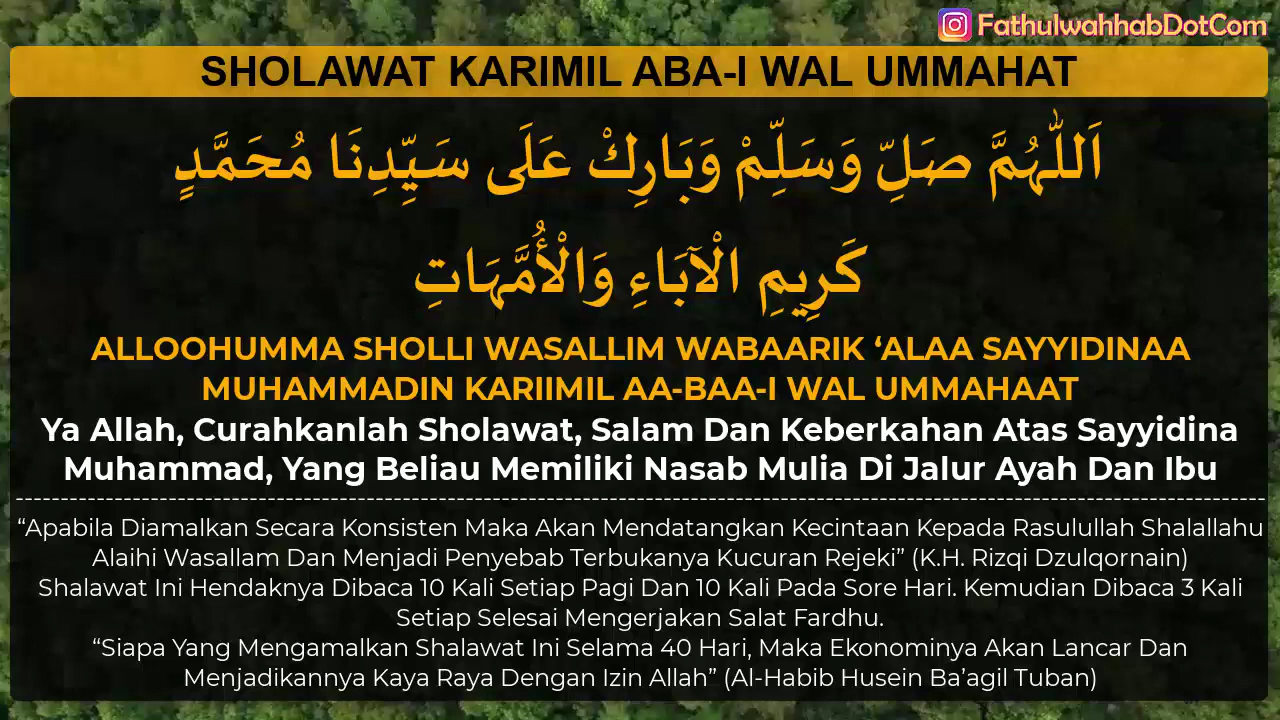 FathulwahhabDotCom
SHOLAWAT KARIMIL ABA-I WAL UMMAHAT
اَللّٰهُمَّ صَلِّ وَسَلِّمْ وَبَارِكْ عَلَى سَيِّدِنَا مُحَمَّدٍ
كَرِيمِ الْآبَاءِ وَالْأُمَّهَاتِ
ALLOOHUMMA SHOLLI WASALLIM WABAARIK ‘ALAA SAYYIDINAA
MUHAMMADIN KARIIMIL AA-BAA-I WAL UMMAHAAT
Ya Allah, Curahkanlah Sholawat, Salam Dan Keberkahan Atas Sayyidina
Muhammad, Yang Beliau Memiliki Nasab Mulia Di Jalur Ayah Dan Ibu
“Apabila Diamalkan Secara Konsisten Maka Akan Mendatangkan Kecintaan Kepada Rasulullah Shalallahu
Alaihi Wasallam Dan Menjadi Penyebab Terbukanya Kucuran Rejeki” (K.H. Rizqi Dzulqornain)
Shalawat Ini Hendaknya Dibaca 10 Kali Setiap Pagi Dan 10 Kali Pada Sore Hari. Kemudian Dibaca 3 Kali
Setiap Selesai Mengerjakan Salat Fardhu.
“Siapa Yang Mengamalkan Shalawat Ini Selama 40 Hari, Maka Ekonominya Akan Lancar Dan
Menjadikannya Kaya Raya Dengan Izin Allah” (Al-Habib Husein Ba’agil Tuban)